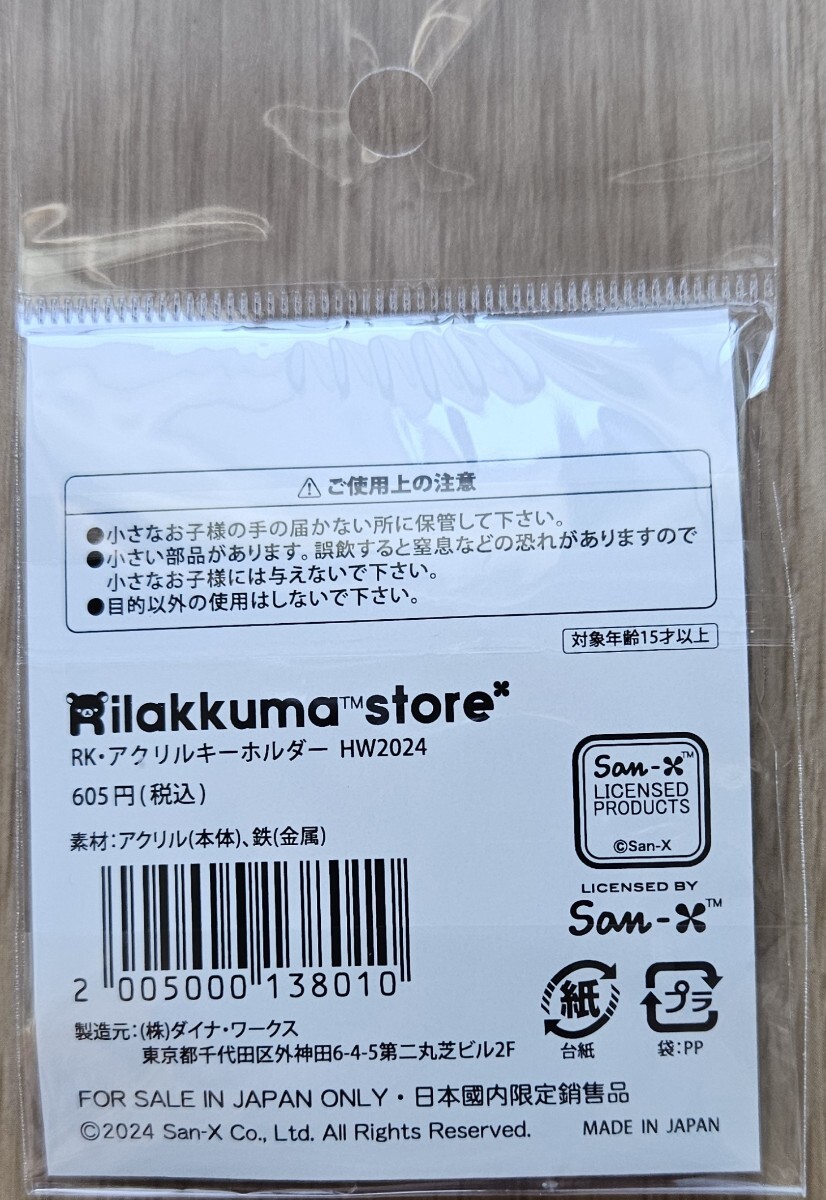 ⚠ ご使用上の注意
●小さなお子様の手の届かない所に保管して下さい。
●小さい部品があります。誤飲すると窒息などの恐れがありますので
小さなお子様には与えないで下さい。
●目的以外の使用はしないで下さい。
対象年齢15才以上
Rilakkuma™store
RK・アクリルキーホルダー HW2024
605円(税込)
素材:アクリル(本体)、鉄(金属)
San-X™
LICENSED
PRODUCTS
©San-X
LICENSED BY
San-X™
2 005000 138010
紙
台紙
プラ
袋:PP
製造元:(株)ダイナ・ワークス
東京都千代田区外神田6-4-5第二丸芝ビル2F
FOR SALE IN JAPAN ONLY・日本國内限定銷售品
©2024 San-X Co., Ltd. All Rights Reserved. MADE IN JAPAN